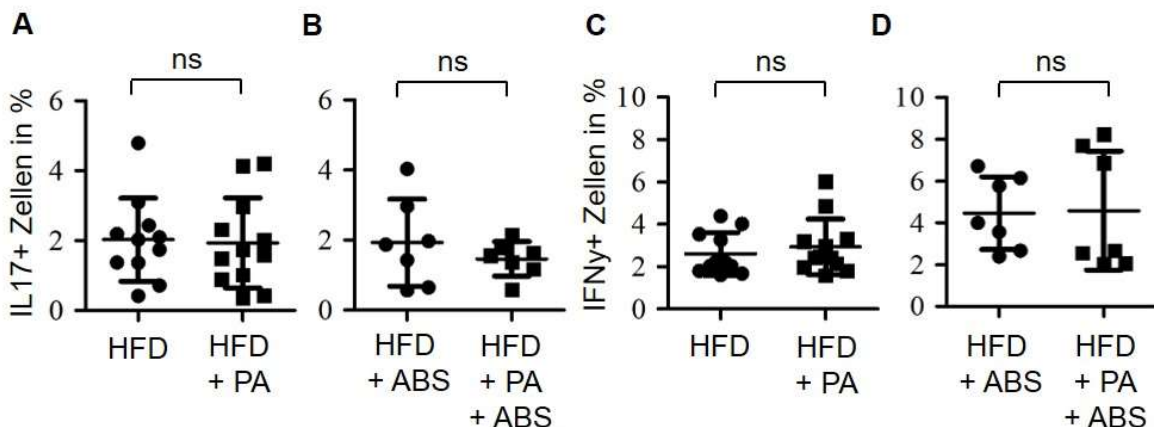 A
B
C
D
ns
ns
ns
ns
IL17+ Zellen in %
6
4
2
0
6
4
2
0
IFNy+ Zellen in %
10
8
6
4
2
0
10
8
6
4
2
0
HFD
HFD
+ PA
HFD
+ ABS
HFD
+ PA
+ ABS
HFD
HFD
+ PA
HFD
+ ABS
HFD
+ PA
+ ABS